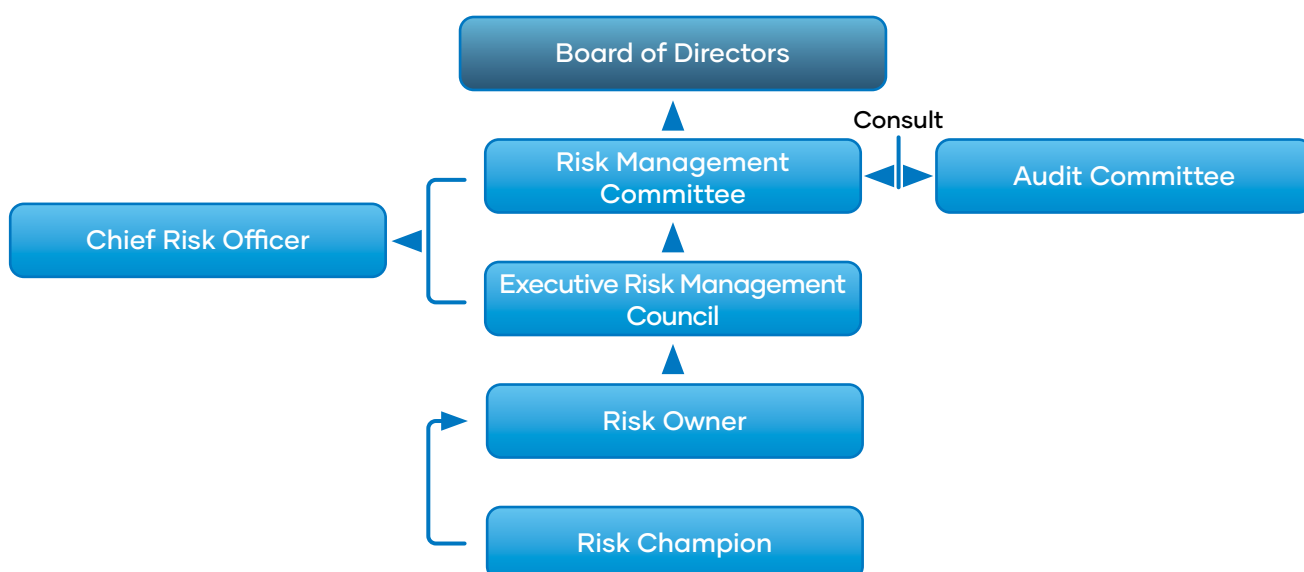 Board of Directors
Consult
Risk Management
Committee
Audit Committee
Chief Risk Officer
Executive Risk Management
Council
Risk Owner
Risk Champion